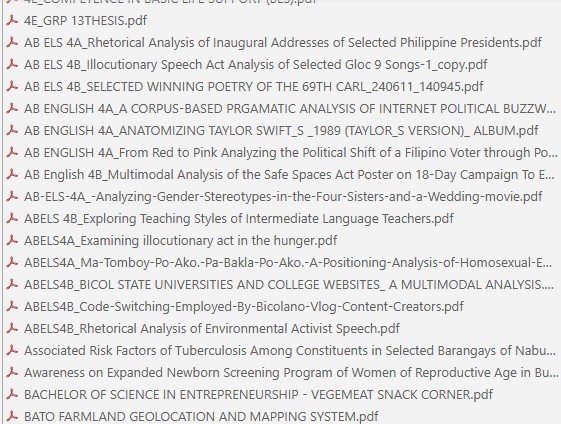 4E_COMPETENCE IN BASIC LIFE SUPPORT (BLS).pdf
4E_GRP 13THESIS.pdf
AB ELS 4A_Rhetorical Analysis of Inaugural Addresses of Selected Philippine Presidents.pdf
AB ELS 4B_Illocutionary Speech Act Analysis of Selected Gloc 9 Songs-1_copy.pdf
AB ELS 4B_SELECTED WINNING POETRY OF THE 69TH CARL_240611_140945.pdf
AB ENGLISH 4A_A CORPUS-BASED PRGAMATIC ANALYSIS OF INTERNET POLITICAL BUZZW...
AB ENGLISH 4A_ANATOMIZING TAYLOR SWIFT_S _1989 (TAYLOR_S VERSION)_ ALBUM.pdf
AB ENGLISH 4A_From Red to Pink Analyzing the Political Shift of a Filipino Voter through Po...
AB English 4B_Multimodal Analysis of the Safe Spaces Act Poster on 18-Day Campaign To E...
AB-ELS-4A_-Analyzing-Gender-Stereotypes-in-the-Four-Sisters-and-a-Wedding-movie.pdf
ABELS 4B_Exploring Teaching Styles of Intermediate Language Teachers.pdf
ABELS4A_Examining illocutionary act in the hunger.pdf
ABELS4A_Ma-Tomboy-Po-Ako.-Pa-Bakla-Po-Ako.-A-Positioning-Analysis-of-Homosexual-E...
ABELS4B_BICOL STATE UNIVERSITIES AND COLLEGE WEBSITES_ A MULTIMODAL ANALYSIS....
ABELS4B_Code-Switching-Employed-By-Bicolano-Vlog-Content-Creators.pdf
ABELS4B_Rhetorical Analysis of Environmental Activist Speech.pdf
Associated Risk Factors of Tuberculosis Among Constituents in Selected Barangays of Nabu...
Awareness on Expanded Newborn Screening Program of Women of Reproductive Age in Bu...
BACHELOR OF SCIENCE IN ENTREPRENEURSHIP - VEGEMEAT SNACK CORNER.pdf
BATO FARMLAND GEOLOCATION AND MAPPING SYSTEM.pdf